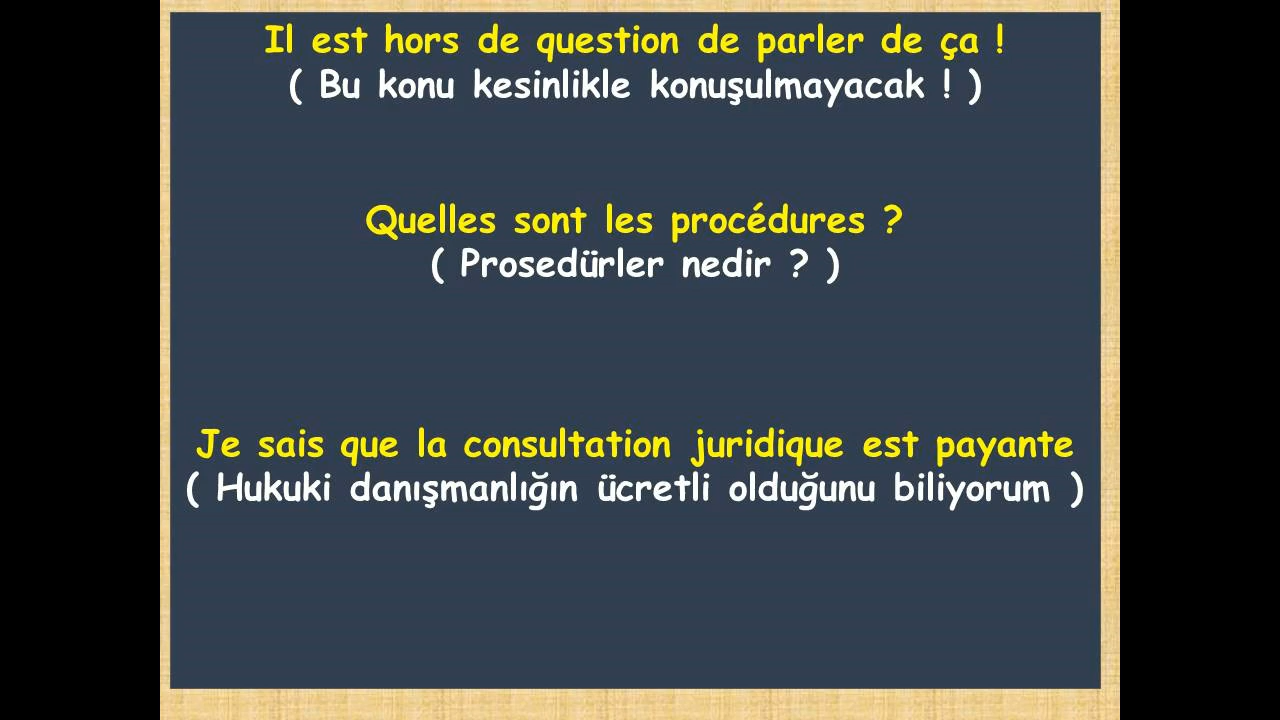 Il est hors de question de parler de ça !
( Bu konu kesinlikle konuşulmayacak ! )
Quelles sont les procédures ?
( Prosedürler nedir ? )
Je sais que la consultation juridique est payante
( Hukuki danışmanlığın ücretli olduğunu biliyorum )